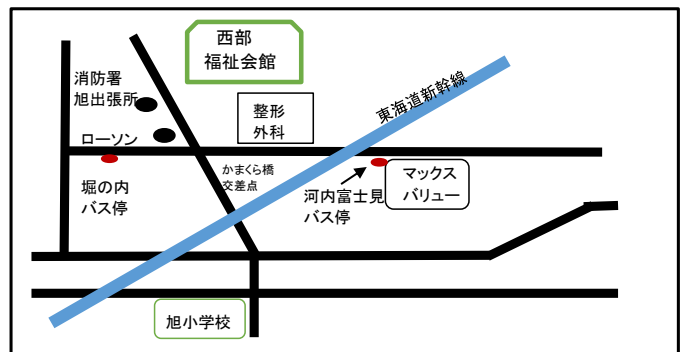 西部
福祉会館
消防署
旭出張所
整形
外科
東海道新幹線
ローソン
かまくら橋
交差点
堀の内
バス停
河内富士見
バス停
マックス
バリュー
旭小学校